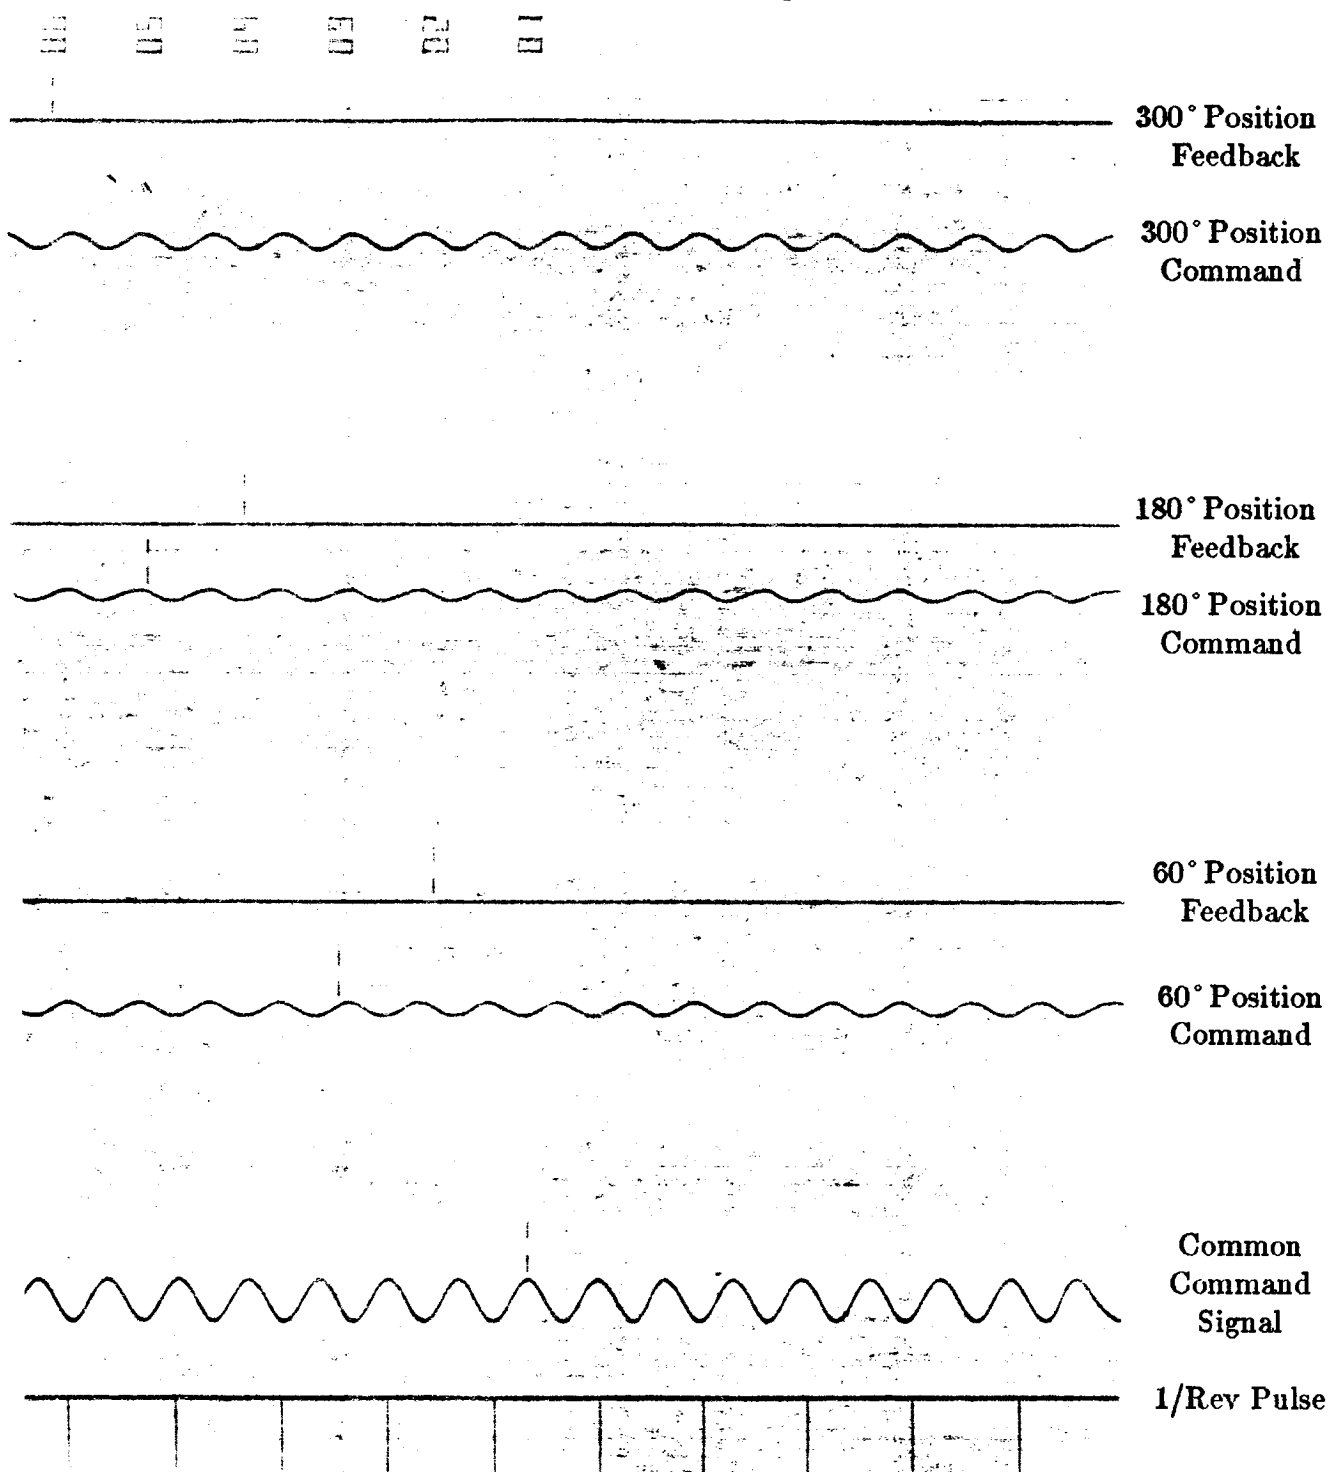 300° Position
Feedback
300° Position
Command
180° Position
Feedback
180° Position
Command
60° Position
Feedback
60° Position
Command
Common
Command
Signal
1/Rev Pulse